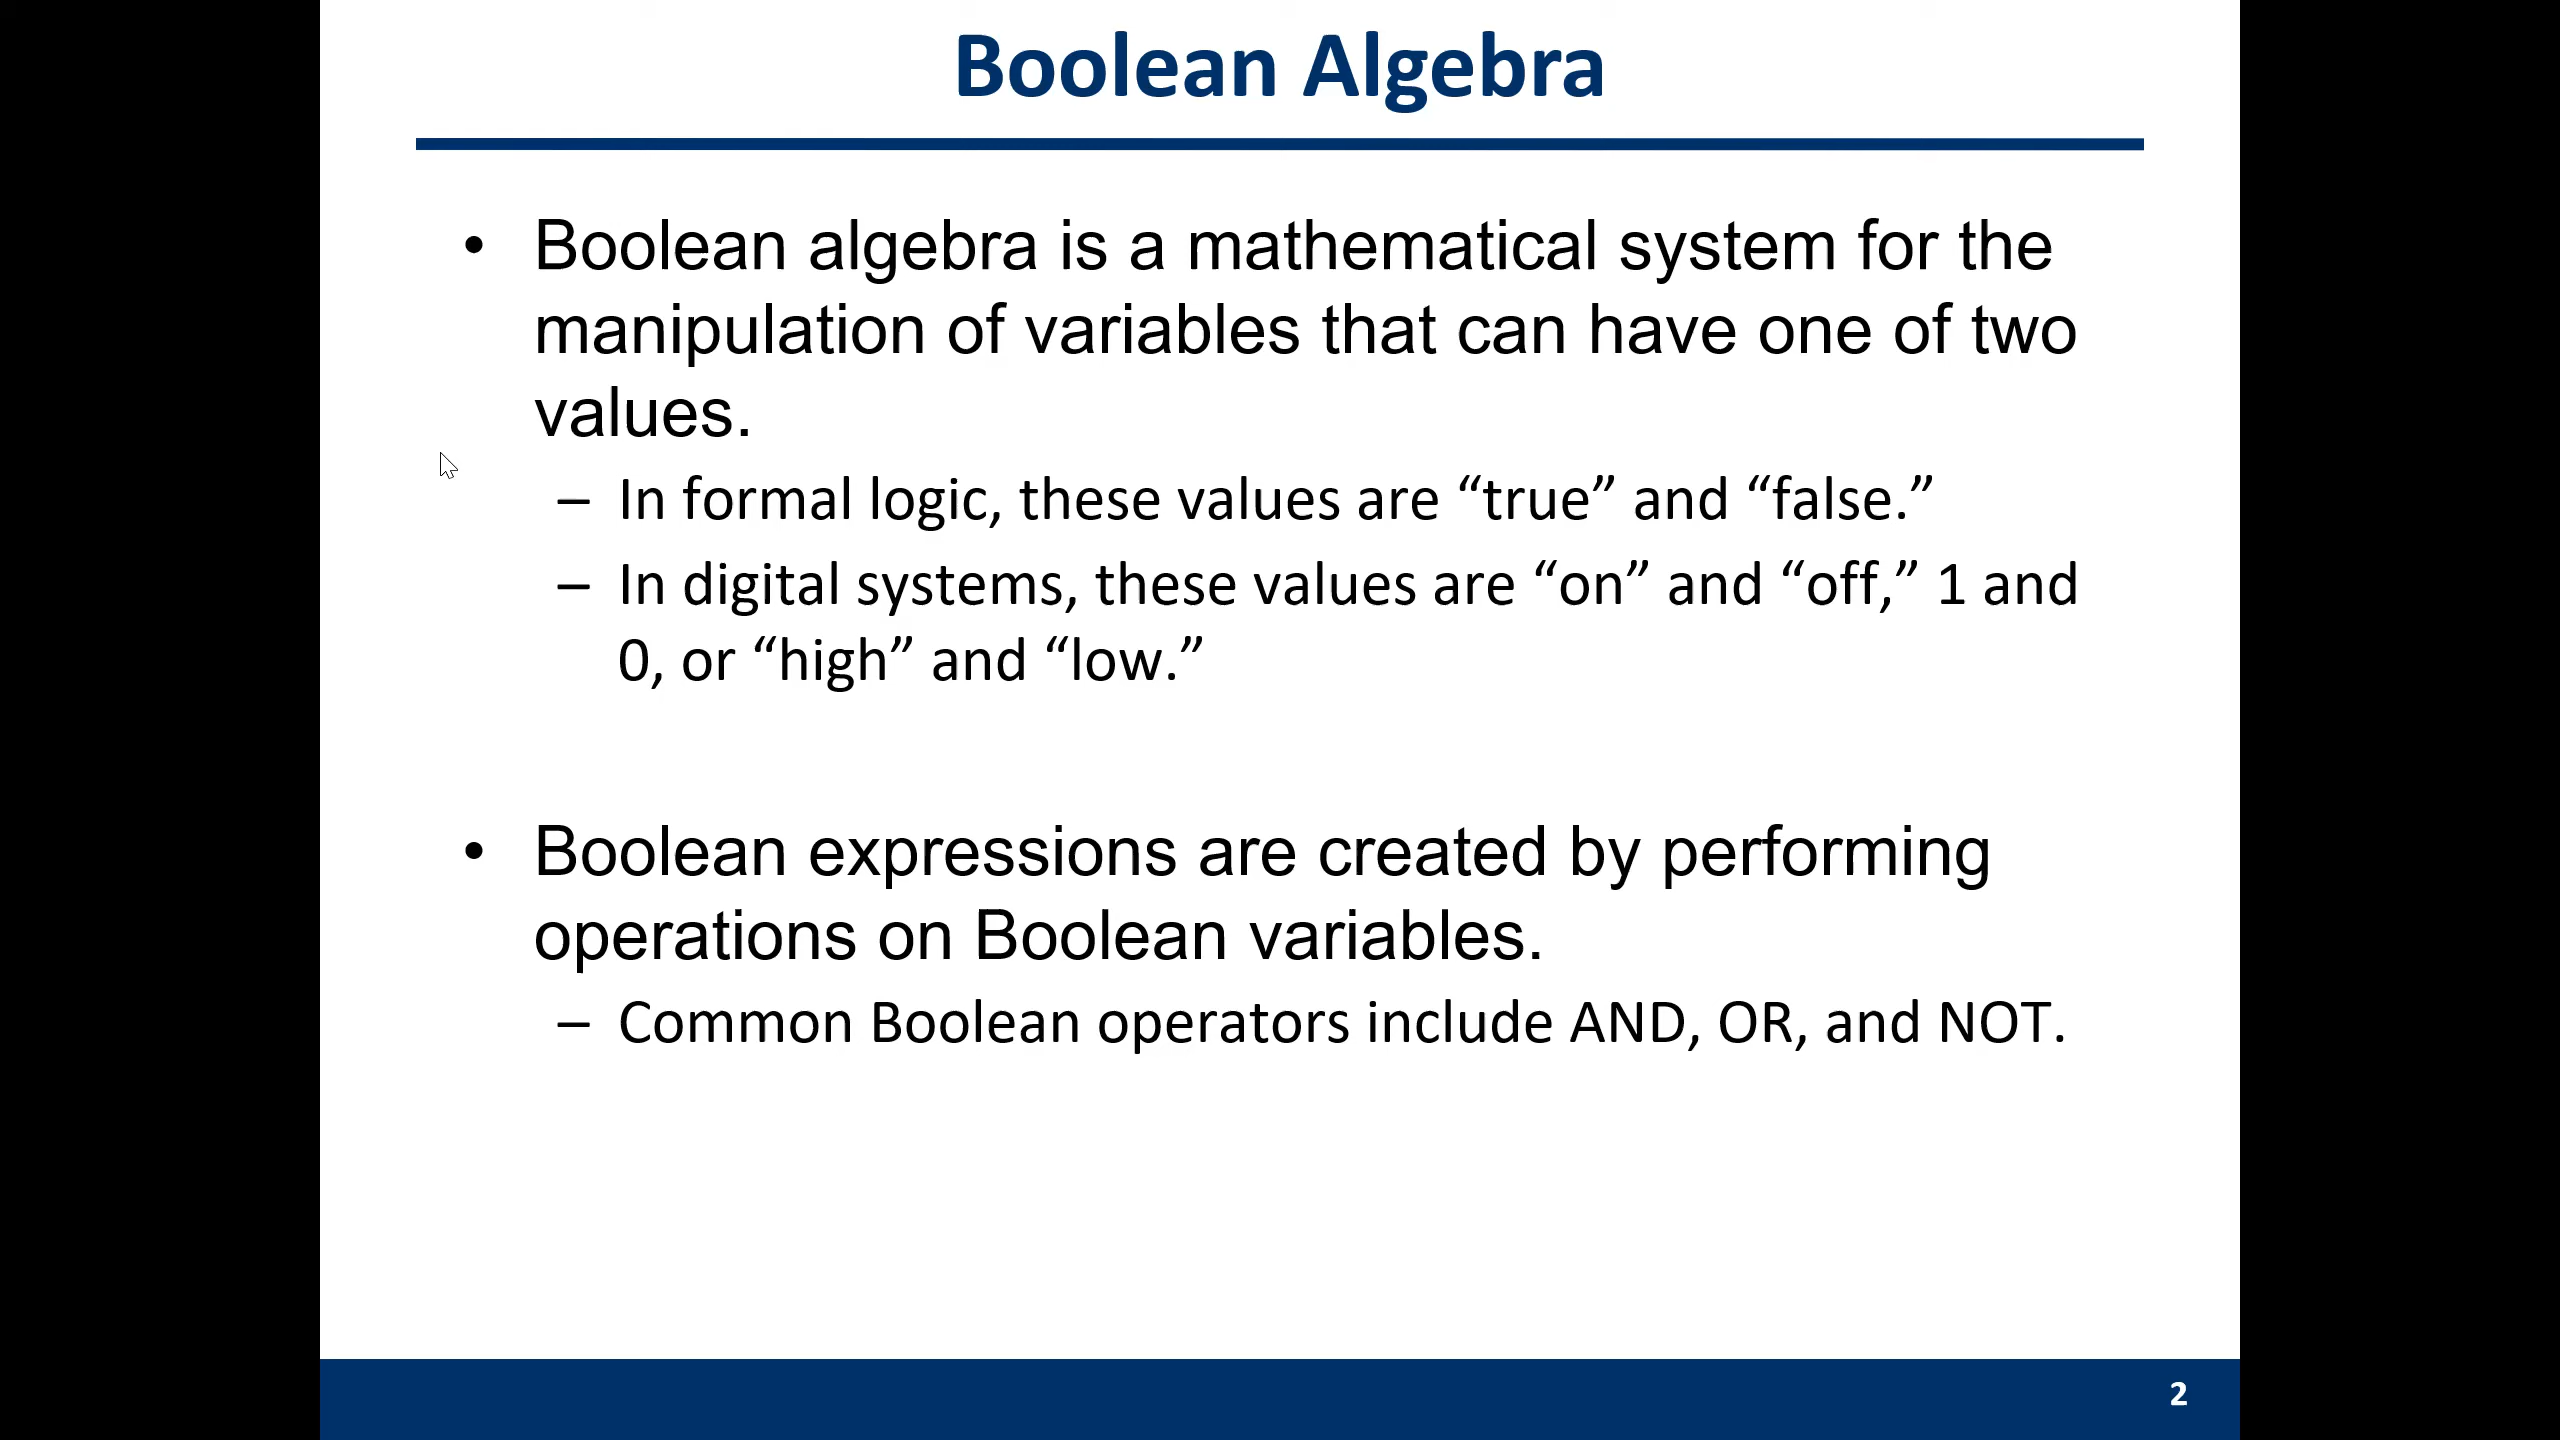 Boolean Algebra
• Boolean algebra is a mathematical system for the
manipulation of variables that can have one of two
values.
– In formal logic, these values are “true” and “false.”
– In digital systems, these values are “on” and “off,” 1 and
0, or “high” and “low.”
• Boolean expressions are created by performing
operations on Boolean variables.
– Common Boolean operators include AND, OR, and NOT.
2